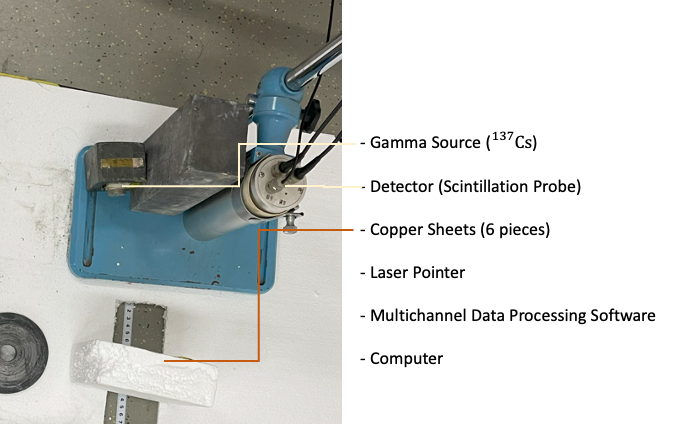 - Gamma Source (¹³⁷Cs)
- Detector (Scintillation Probe)
- Copper Sheets (6 pieces)
- Laser Pointer
- Multichannel Data Processing Software
- Computer